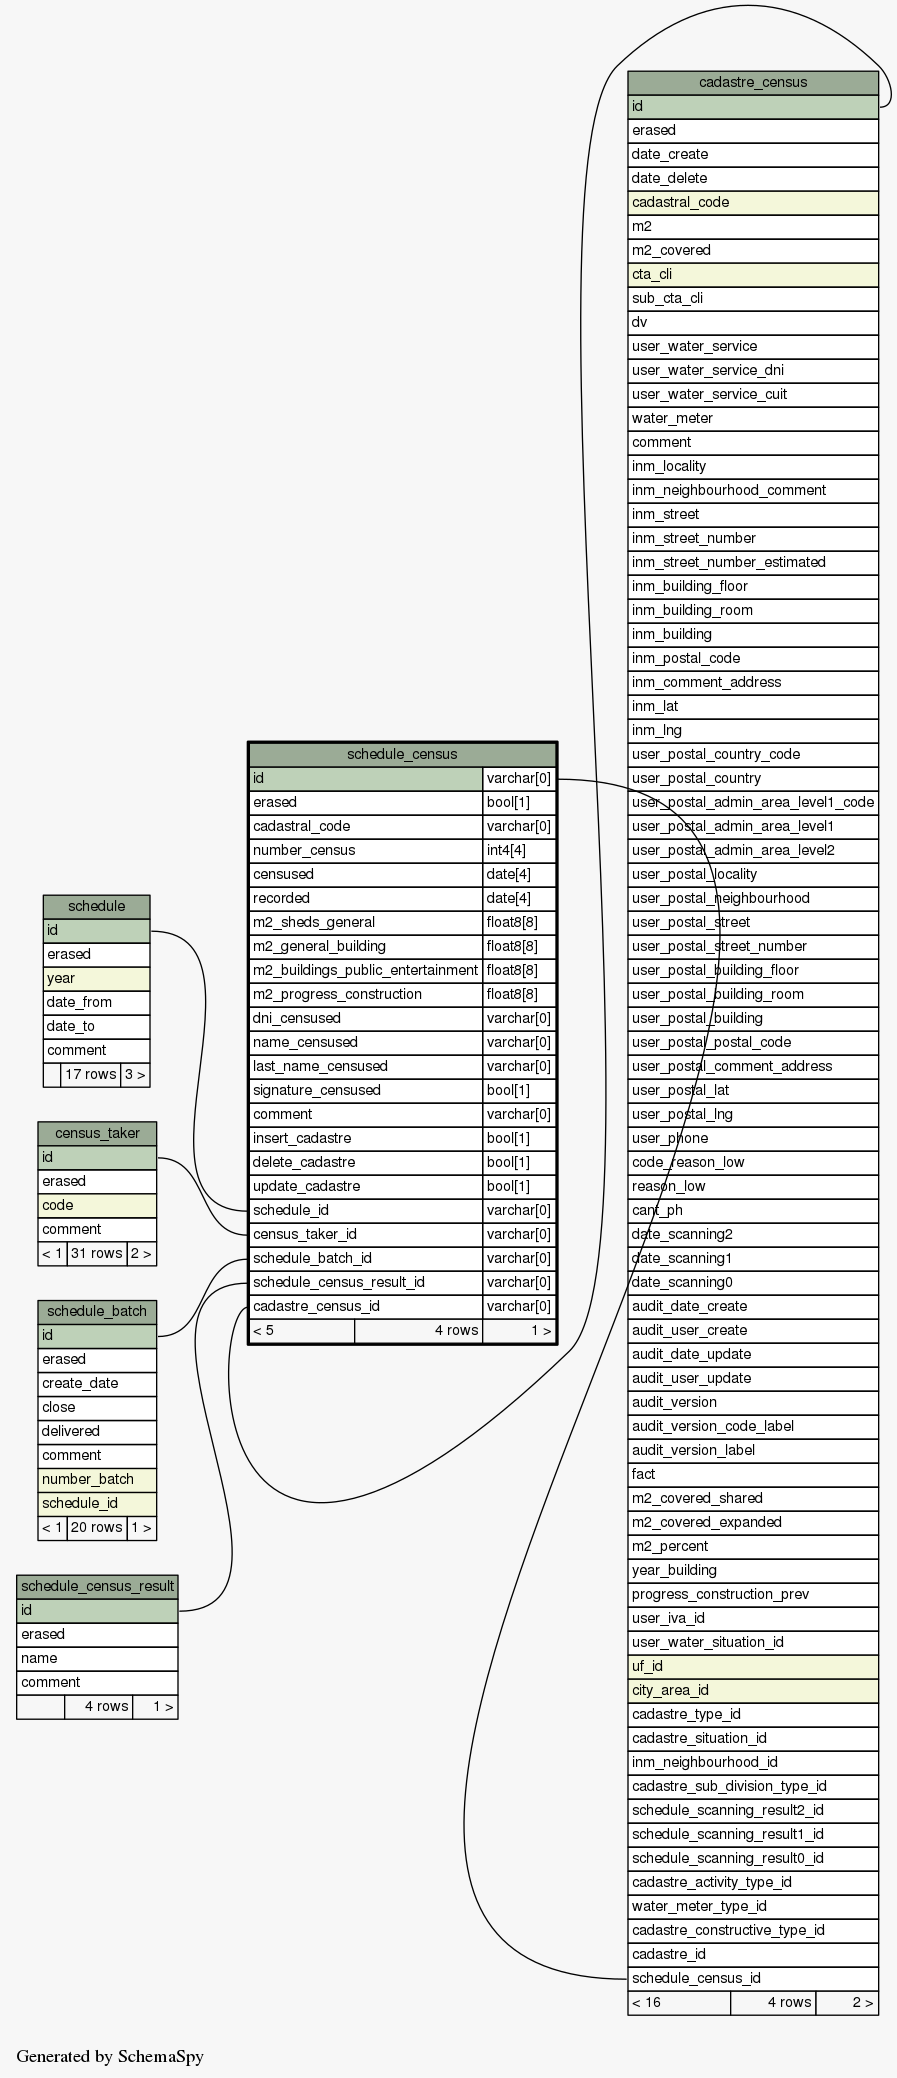 cadastre_census
id
erased
date_create
date_delete
cadastral_code
m2
m2_covered
cta_cli
sub_cta_cli
dv
user_water_service
user_water_service_dni
user_water_service_cuit
water_meter
comment
inm_locality
inm_neighbourhood_comment
inm_street
inm_street_number
inm_street_number_estimated
inm_building_floor
inm_building_room
inm_building
inm_postal_code
inm_comment_address
inm_lat
inm_lng
user_postal_country_code
user_postal_country
user_postal_admin_area_level1_code
user_postal_admin_area_level1
user_postal_admin_area_level2
user_postal_locality
user_postal_neighbourhood
user_postal_street
user_postal_street_number
user_postal_building_floor
user_postal_building_room
user_postal_building
user_postal_postal_code
user_postal_comment_address
user_postal_lat
user_postal_lng
user_phone
code_reason_low
reason_low
cant_ph
date_scanning2
date_scanning1
date_scanning0
audit_date_create
audit_user_create
audit_date_update
audit_user_update
audit_version
audit_version_code_label
audit_version_label
fact
m2_covered_shared
m2_covered_expanded
m2_percent
year_building
progress_construction_prev
user_iva_id
user_water_situation_id
uf_id
city_area_id
cadastre_type_id
cadastre_situation_id
inm_neighbourhood_id
cadastre_sub_division_type_id
schedule_scanning_result2_id
schedule_scanning_result1_id
schedule_scanning_result0_id
cadastre_activity_type_id
water_meter_type_id
cadastre_constructive_type_id
cadastre_id
schedule_census_id
< 16 4 rows 2 >
schedule_census
id varchar[0]
erased bool[1]
cadastral_code varchar[0]
number_census int4[4]
censused date[4]
recorded date[4]
m2_sheds_general float8[8]
m2_general_building float8[8]
m2_buildings_public_entertainment float8[8]
m2_progress_construction float8[8]
dni_censused varchar[0]
name_censused varchar[0]
last_name_censused varchar[0]
signature_censused bool[1]
comment varchar[0]
insert_cadastre bool[1]
delete_cadastre bool[1]
update_cadastre bool[1]
schedule_id varchar[0]
census_taker_id varchar[0]
schedule_batch_id varchar[0]
schedule_census_result_id varchar[0]
cadastre_census_id varchar[0]
< 5 4 rows 1 >
schedule
id
erased
year
date_from
date_to
comment
17 rows 3 >
census_taker
id
erased
code
comment
< 1 31 rows 2 >
schedule_batch
id
erased
create_date
close
delivered
comment
number_batch
schedule_id
< 1 20 rows 1 >
schedule_census_result
id
erased
name
comment
4 rows 1 >
Generated by SchemaSpy